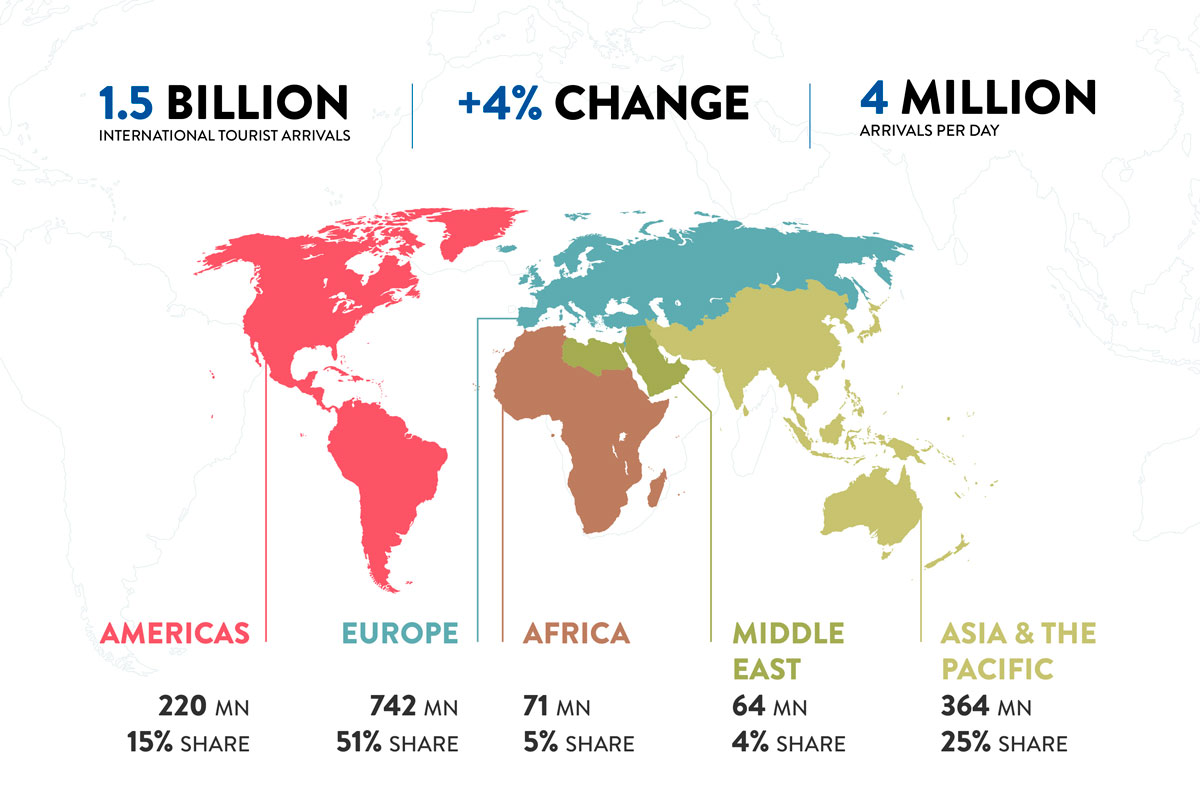 1.5 BILLION
INTERNATIONAL TOURIST ARRIVALS
+4% CHANGE
4 MILLION
ARRIVALS PER DAY
AMERICAS
220 MN
15% SHARE
EUROPE
742 MN
51% SHARE
AFRICA
71 MN
5% SHARE
MIDDLE
EAST
64 MN
4% SHARE
ASIA & THE
PACIFIC
364 MN
25% SHARE